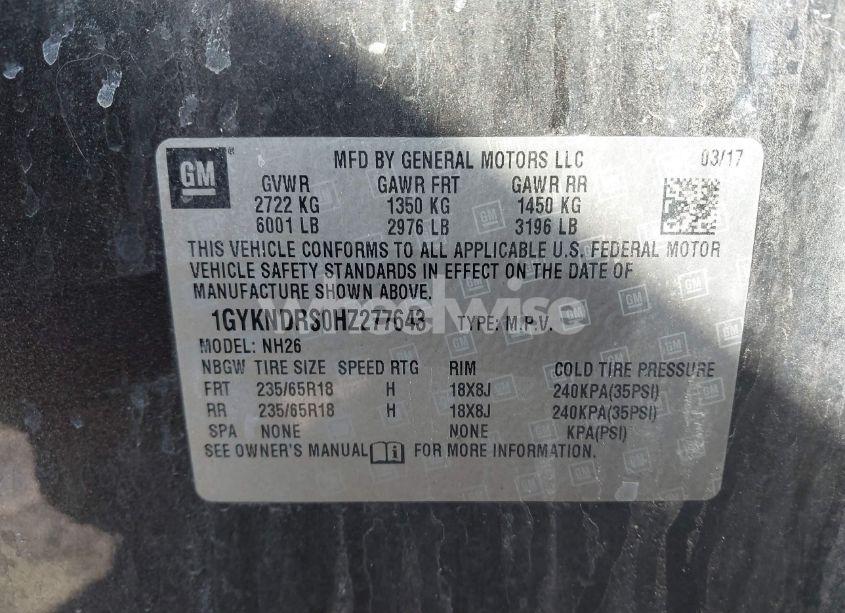 GM
MFD BY GENERAL MOTORS LLC 03/17
GVWR GAWR FRT GAWR RR
2722 KG 1350 KG 1450 KG
6001 LB 2976 LB 3196 LB
THIS VEHICLE CONFORMS TO ALL APPLICABLE U.S. FEDERAL MOTOR
VEHICLE SAFETY STANDARDS IN EFFECT ON THE DATE OF
MANUFACTURE SHOWN ABOVE.
1GYKNDRS0HZ277643 TYPE: M.P.V.
MODEL: NH26
NBGW TIRE SIZE SPEED RTG RIM COLD TIRE PRESSURE
FRT 235/65R18 H 18X8J 240KPA(35PSI)
RR 235/65R18 H 18X8J 240KPA(35PSI)
SPA NONE NONE KPA(PSI)
SEE OWNER'S MANUAL FOR MORE INFORMATION.